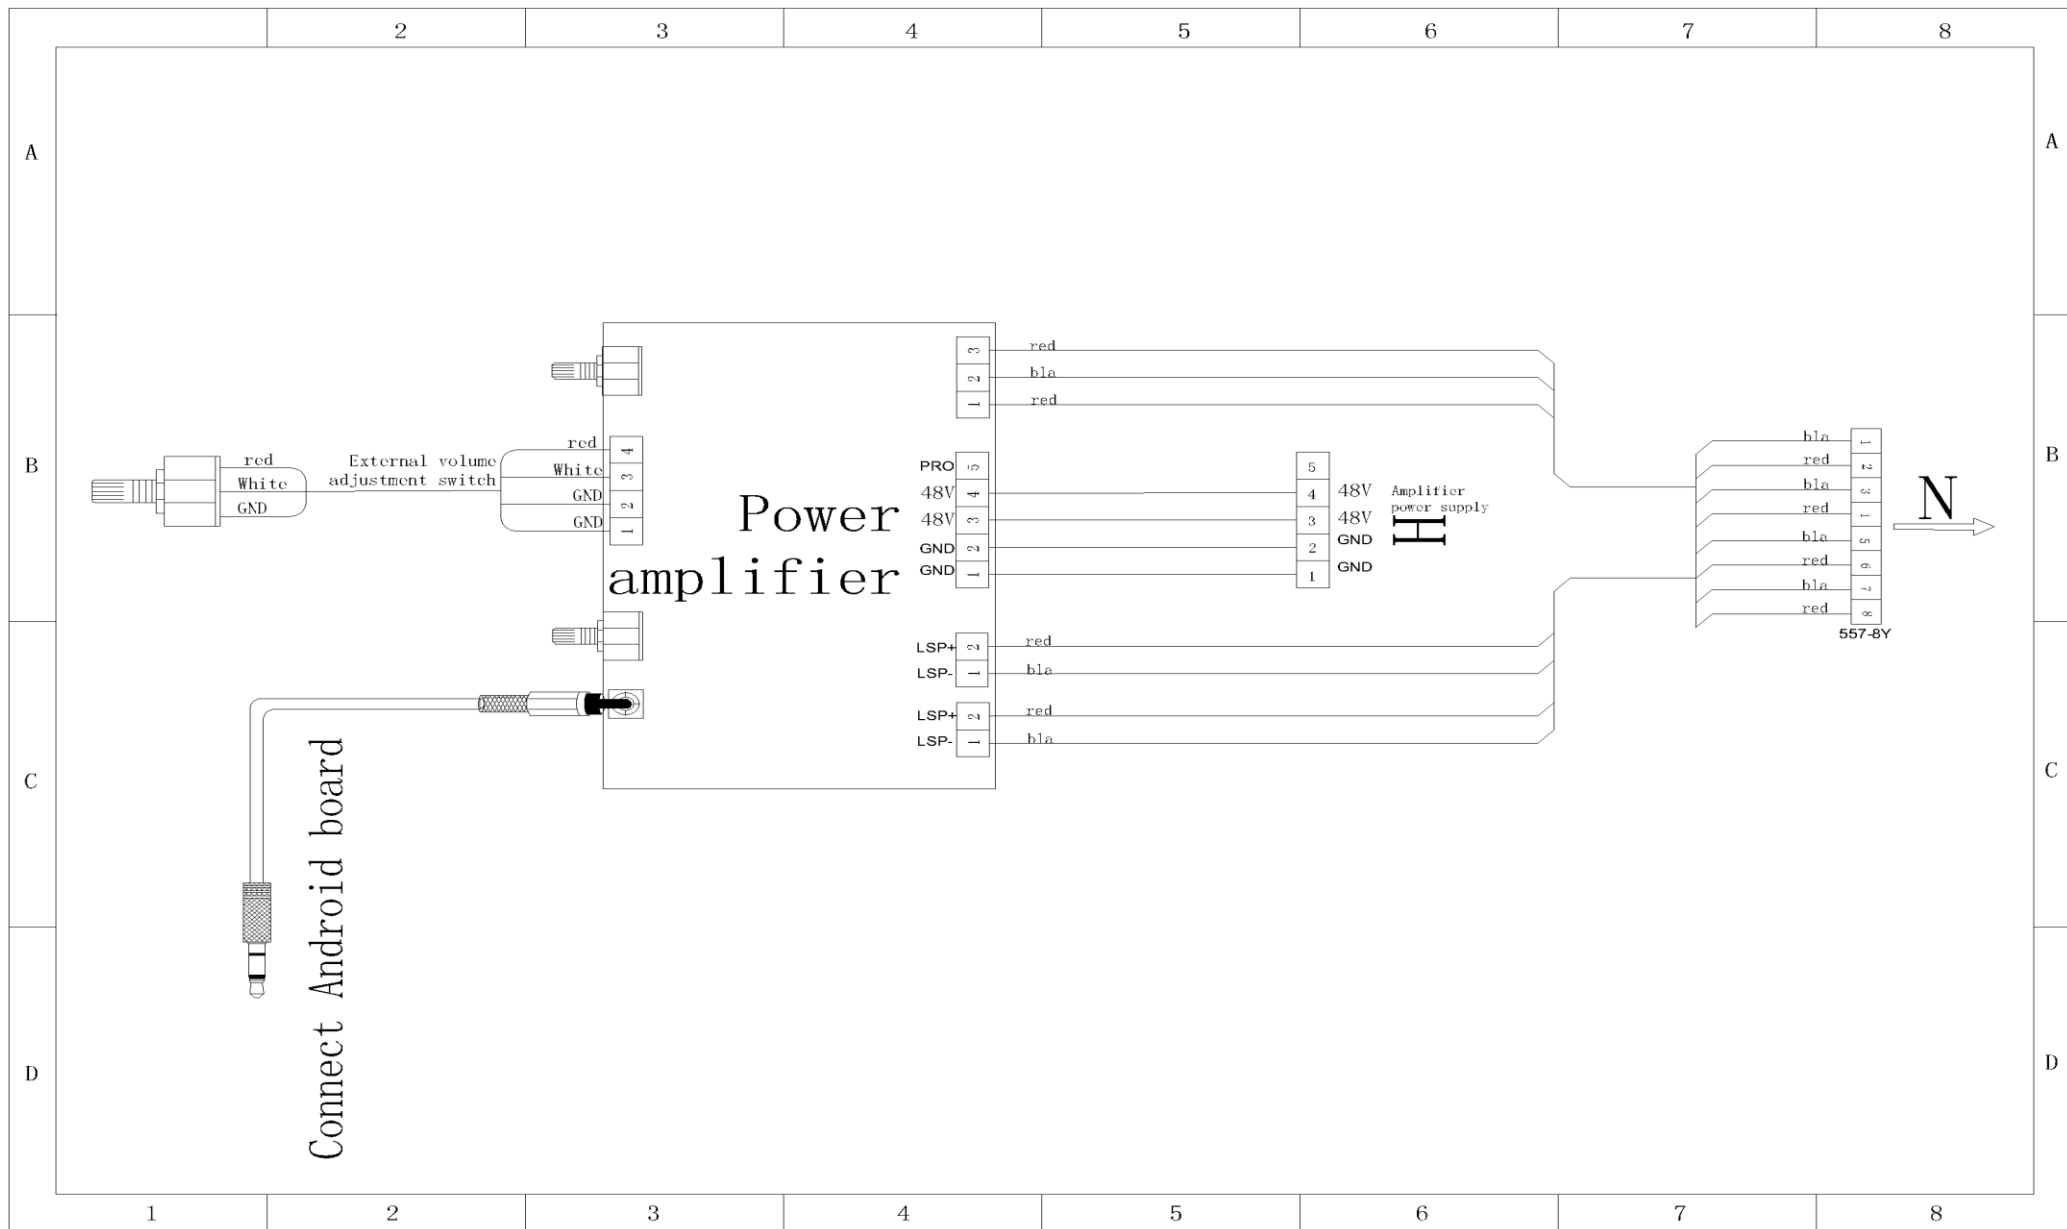 2 3 4 5 6 7 8
A A
red
3
bla
2
red
1
B B
red
White
GND
External volume
adjustment switch
red
White
GND
GND
4
3
2
1
Power
amplifier
PRO 5
48V 4
48V 3
GND 2
GND 1
5
4 48V
3 48V
2 GND
1 GND
Amplifier
power supply
H
bla 1
red 2
bla 3
red 1
bla 5
red 6
bla 7
red 8
557-8Y
N
LSP+ 2 red
LSP- 1 bla
LSP+ 2 red
LSP- 1 bla
C C
Connect Android board
D D
1 2 3 4 5 6 7 8